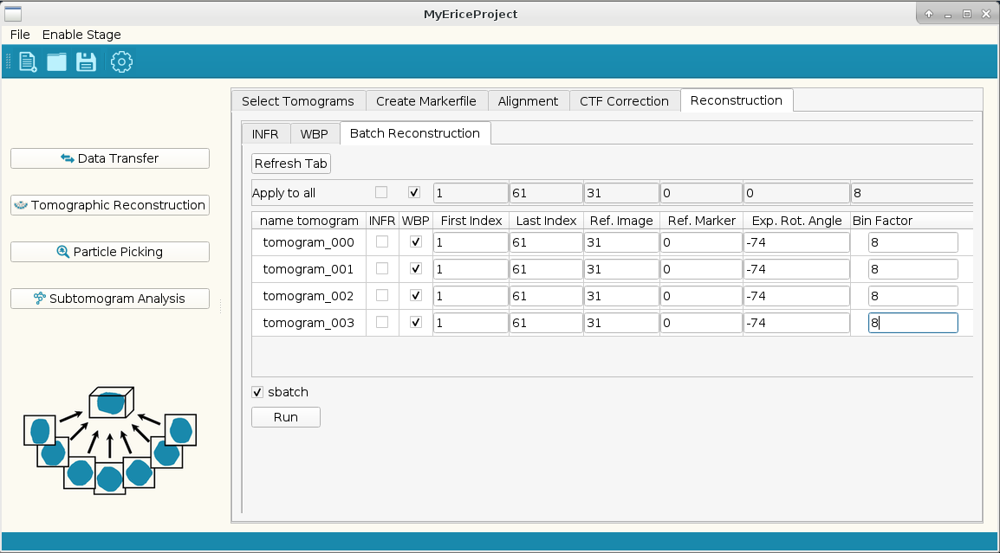 MyEriceProject
File Enable Stage
Data Transfer
Tomographic Reconstruction
Particle Picking
Subtomogram Analysis
Select Tomograms Create Markerfile Alignment CTF Correction Reconstruction
INFR WBP Batch Reconstruction
Refresh Tab
Apply to all 1 61 31 0 0 8
name tomogram INFR WBP First Index Last Index Ref. Image Ref. Marker Exp. Rot. Angle Bin Factor
tomogram_000 1 61 31 0 -74 8
tomogram_001 1 61 31 0 -74 8
tomogram_002 1 61 31 0 -74 8
tomogram_003 1 61 31 0 -74 8
sbatch
Run